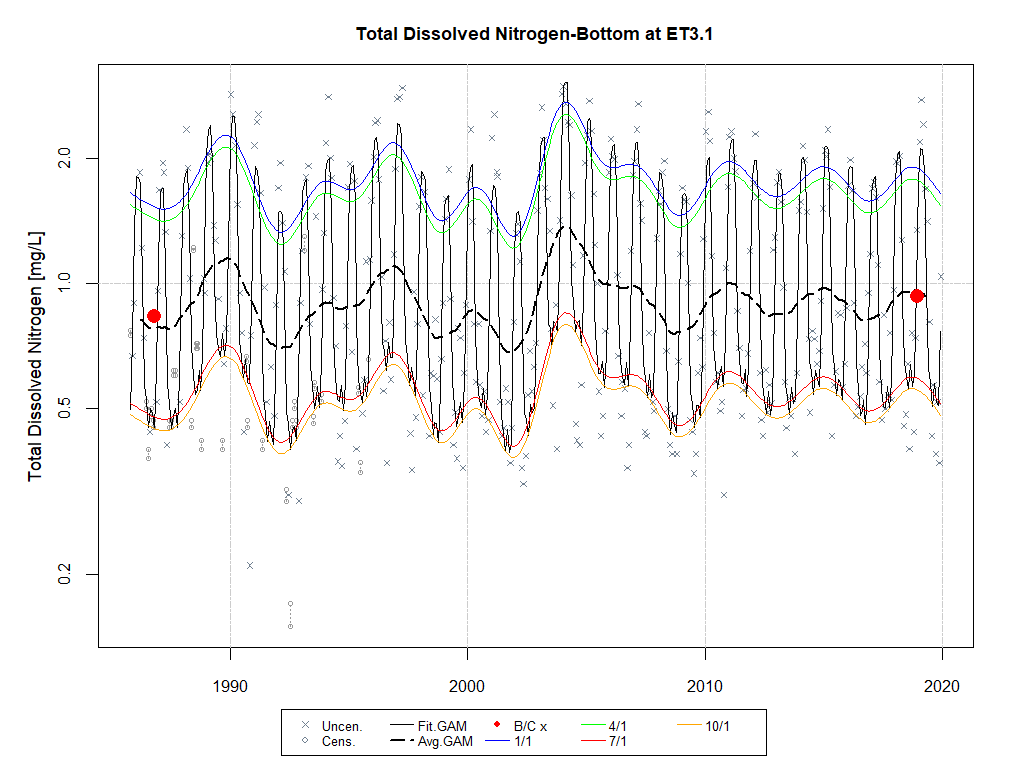 Total Dissolved Nitrogen-Bottom at ET3.1
Total Dissolved Nitrogen [mg/L]
2.0
1.0
0.5
0.2
1990 2000 2010 2020
Uncen. Fit.GAM B/C x 4/1 10/1
Cens. Avg.GAM 1/1 7/1